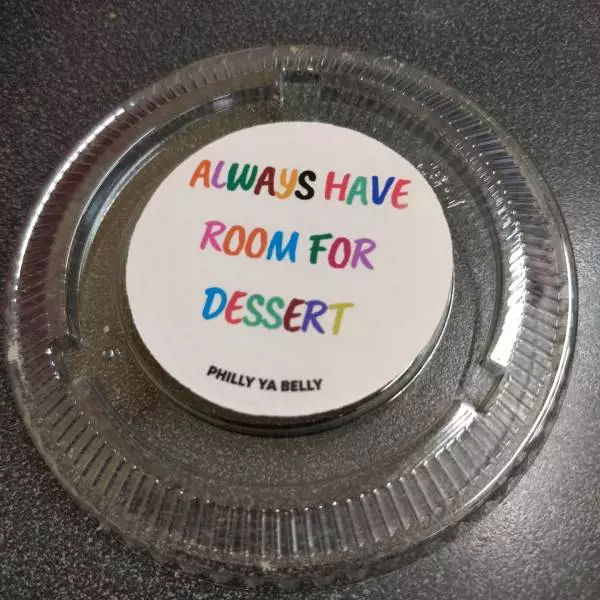 ALWAYS HAVE
ROOM FOR
DESSERT
PHILLY YA BELLY